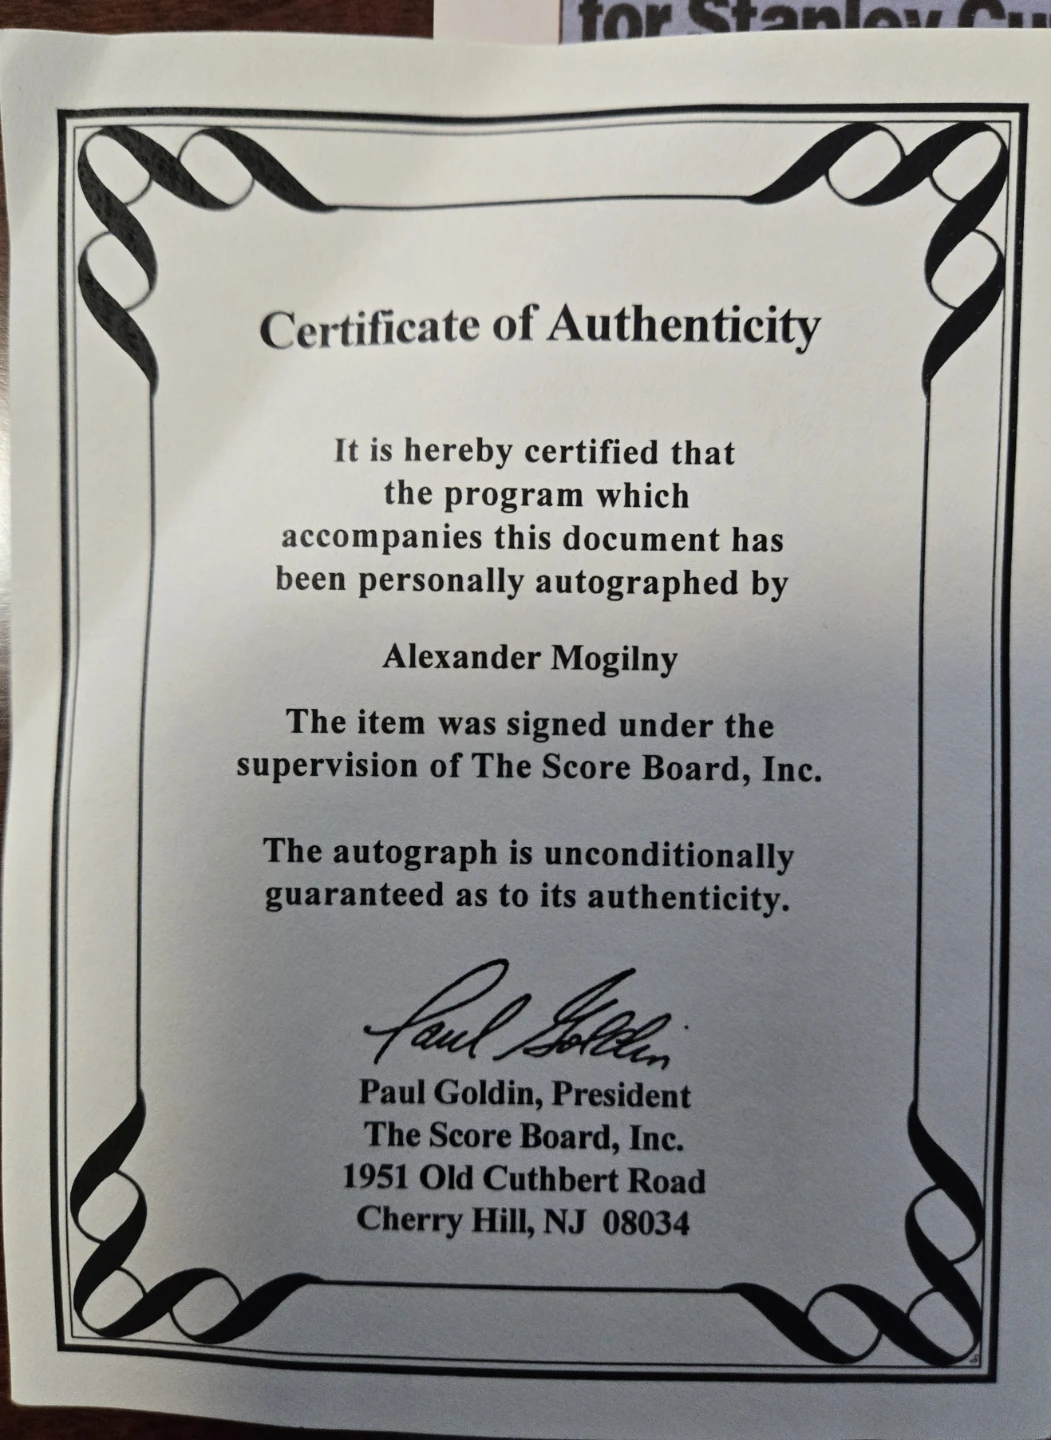 for Stanley Cu
Certificate of Authenticity
It is hereby certified that
the program which
accompanies this document has
been personally autographed by
Alexander Mogilny
The item was signed under the
supervision of The Score Board, Inc.
The autograph is unconditionally
guaranteed as to its authenticity.
Paul Goldin
Paul Goldin, President
The Score Board, Inc.
1951 Old Cuthbert Road
Cherry Hill, NJ 08034